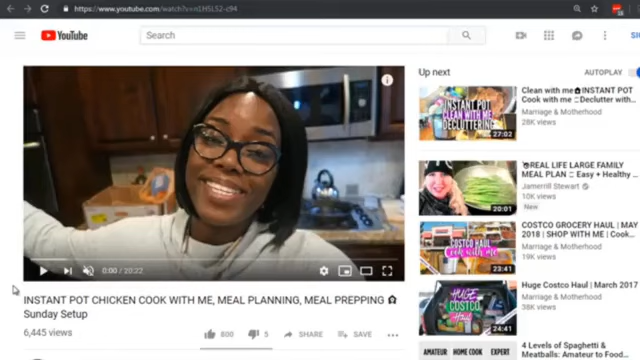 https://www.youtube.com/watch?v=n1H5L52-c94
YouTube
Search
Up next
AUTOPLAY
INSTANT POT
CLEAN WITH ME
DECLUTTERING
27:02
Clean with me INSTANT POT
Cook with me :: Declutter with...
Marriage & Motherhood
28K views
20:01
REAL LIFE LARGE FAMILY
MEAL PLAN :: Easy + Healthy
Jamerrill Stewart
10K views
New
COSTCO HAUL
23:41
COSTCO GROCERY HAUL | MAY
2018 | SHOP WITH ME | Cook...
Marriage & Motherhood
19K views
HUGE
COSTCO
24:41
Huge Costco Haul | March 2017
Marriage & Motherhood
38K views
AMATEUR HOME COOK EXPERT
4 Levels of Spaghetti &
Meatballs: Amateur to Food...
0:00 / 20:22
INSTANT POT CHICKEN COOK WITH ME, MEAL PLANNING, MEAL PREPPING
Sunday Setup
6,445 views
800
5
SHARE
SAVE